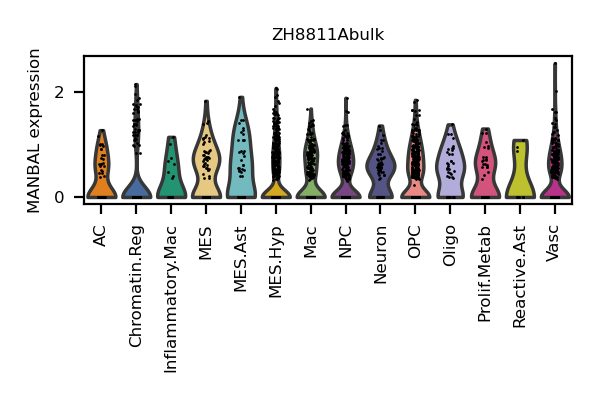 ZH8811Abulk
MANBAL expression
2
0
AC
Chromatin.Reg
Inflammatory.Mac
MES
MES.Ast
MES.Hyp
Mac
NPC
Neuron
OPC
Oligo
Prolif.Metab
Reactive.Ast
Vasc